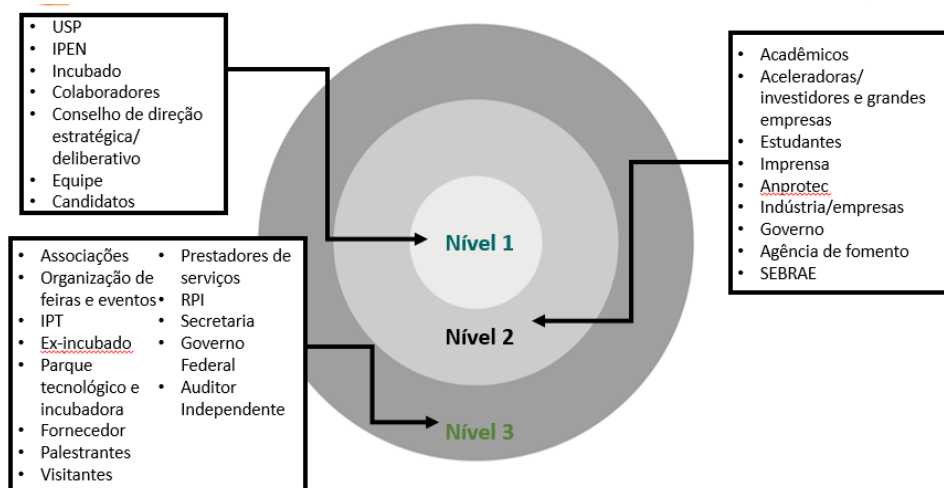 USP
IPEN
Incubado
Colaboradores
Conselho de direção
estratégica/
deliberativo
Equipe
Candidatos
Acadêmicos
Aceleradoras/
investidores e grandes
empresas
Estudantes
Imprensa
Anprotec
Indústria/empresas
Governo
Agência de fomento
SEBRAE
Nível 1
Nível 2
Nível 3
Associações
Organização de
feiras e eventos
IPT
Ex-incubado
Parque
tecnológico e
incubadora
Fornecedor
Palestrantes
Visitantes
Prestadores de
serviços
RPI
Secretaria
Governo
Federal
Auditor
Independente